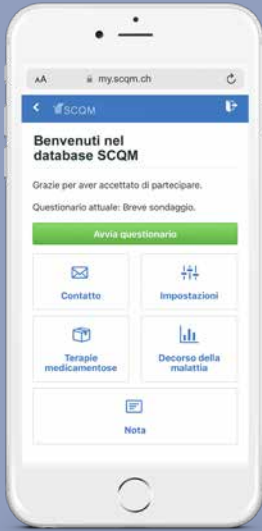 AA my.scqm.ch
SCQM
Benvenuti nel
database SCQM
Grazie per aver accettato di partecipare.
Questionario attuale: Breve sondaggio.
Avvia questionario
Contatto
Impostazioni
Terapie
medicamentose
Decorso della
malattia
Nota